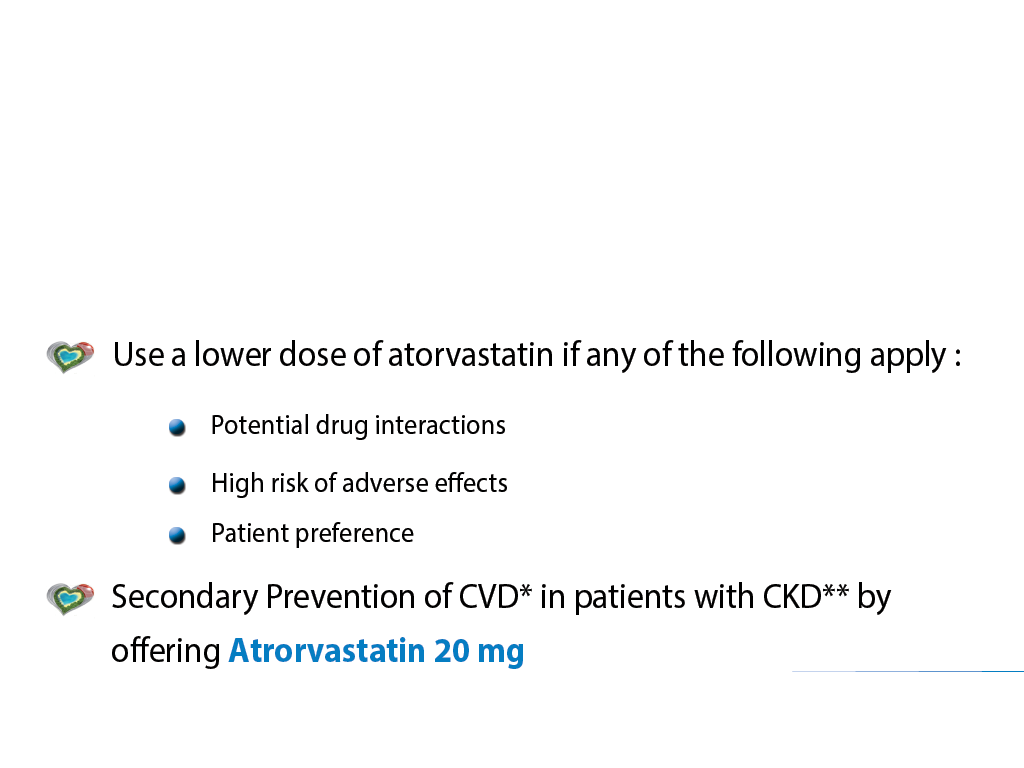 Use a lower dose of atorvastatin if any of the following apply :
Potential drug interactions
High risk of adverse effects
Patient preference
Secondary Prevention of CVD* in patients with CKD** by
offering Atrorvastatin 20 mg